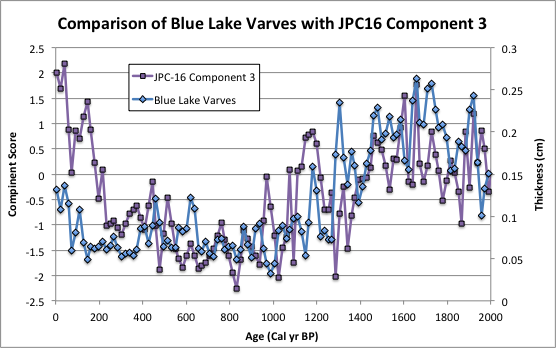 Comparison of Blue Lake Varves with JPC16 Component 3
JPC-16 Component 3
Blue Lake Varves
2.5
2
1.5
1
0.5
0
-0.5
-1
-1.5
-2
-2.5
Compinent Score
0.3
0.25
0.2
0.15
0.1
0.05
0
Thickness (cm)
0 200 400 600 800 1000 1200 1400 1600 1800 2000
Age (Cal yr BP)